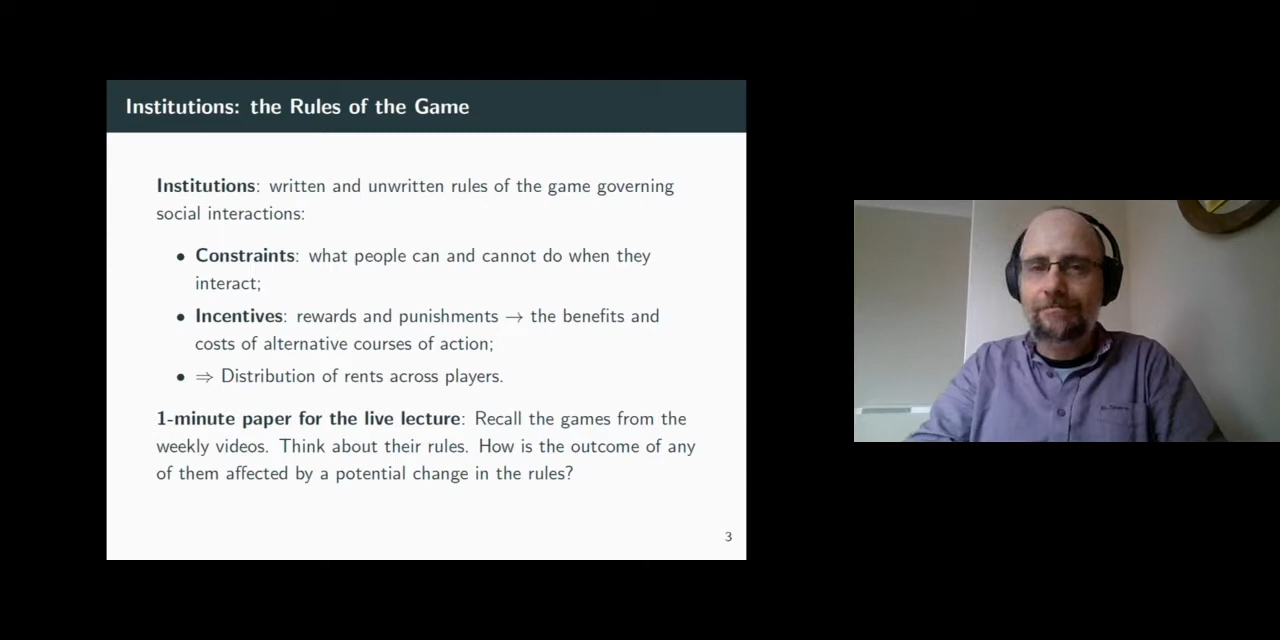 Institutions: the Rules of the Game
Institutions: written and unwritten rules of the game governing
social interactions:
• Constraints: what people can and cannot do when they
interact;
• Incentives: rewards and punishments → the benefits and
costs of alternative courses of action;
• ⇒ Distribution of rents across players.
1-minute paper for the live lecture: Recall the games from the
weekly videos. Think about their rules. How is the outcome of any
of them affected by a potential change in the rules?
3